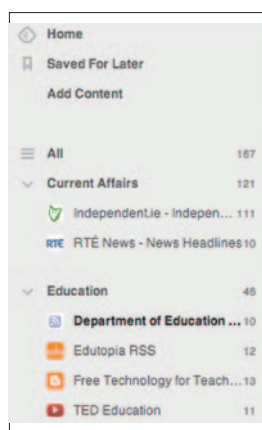 Home
Saved For Later
Add Content
All 167
Current Affairs 121
Independent.ie - Indepen... 111
RTÉ RTÉ News - News Headlines 10
Education 46
Department of Education ... 10
Edutopia RSS 12
Free Technology for Teach... 13
TED Education 11